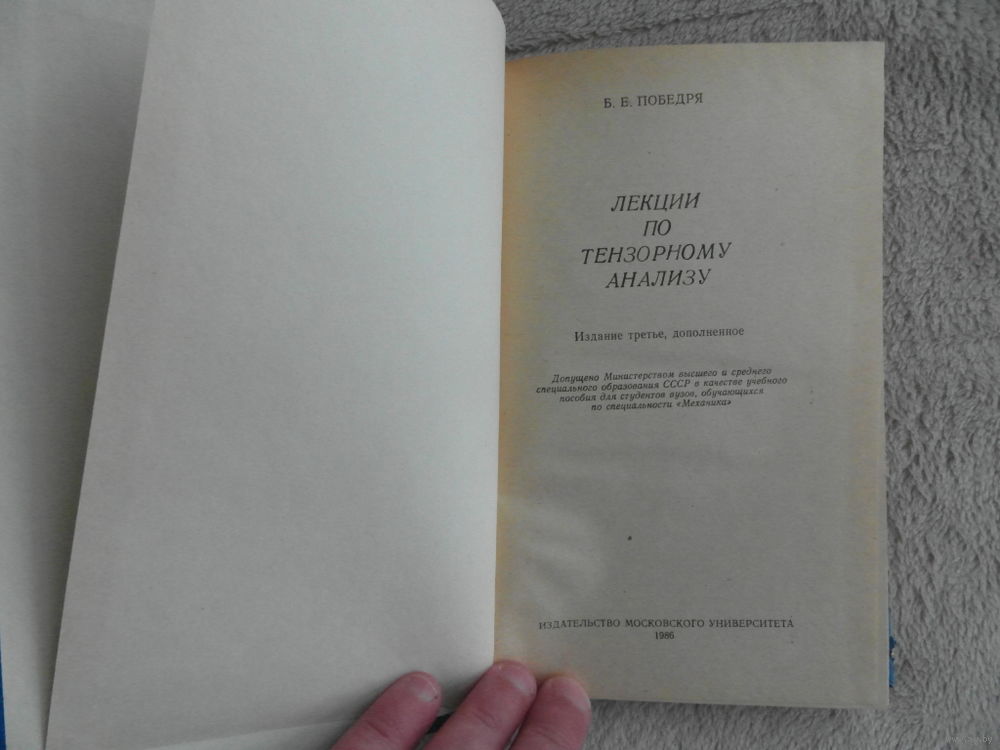 Б. Е. ПОБЕДРЯ
ЛЕКЦИИ
ПО
ТЕНЗОРНОМУ
АНАЛИЗУ
Издание третье, дополненное
Допущено Министерством высшего и среднего
специального образования СССР в качестве учебного
пособия для студентов вузов, обучающихся
по специальности «Механика»
ИЗДАТЕЛЬСТВО МОСКОВСКОГО УНИВЕРСИТЕТА
1986